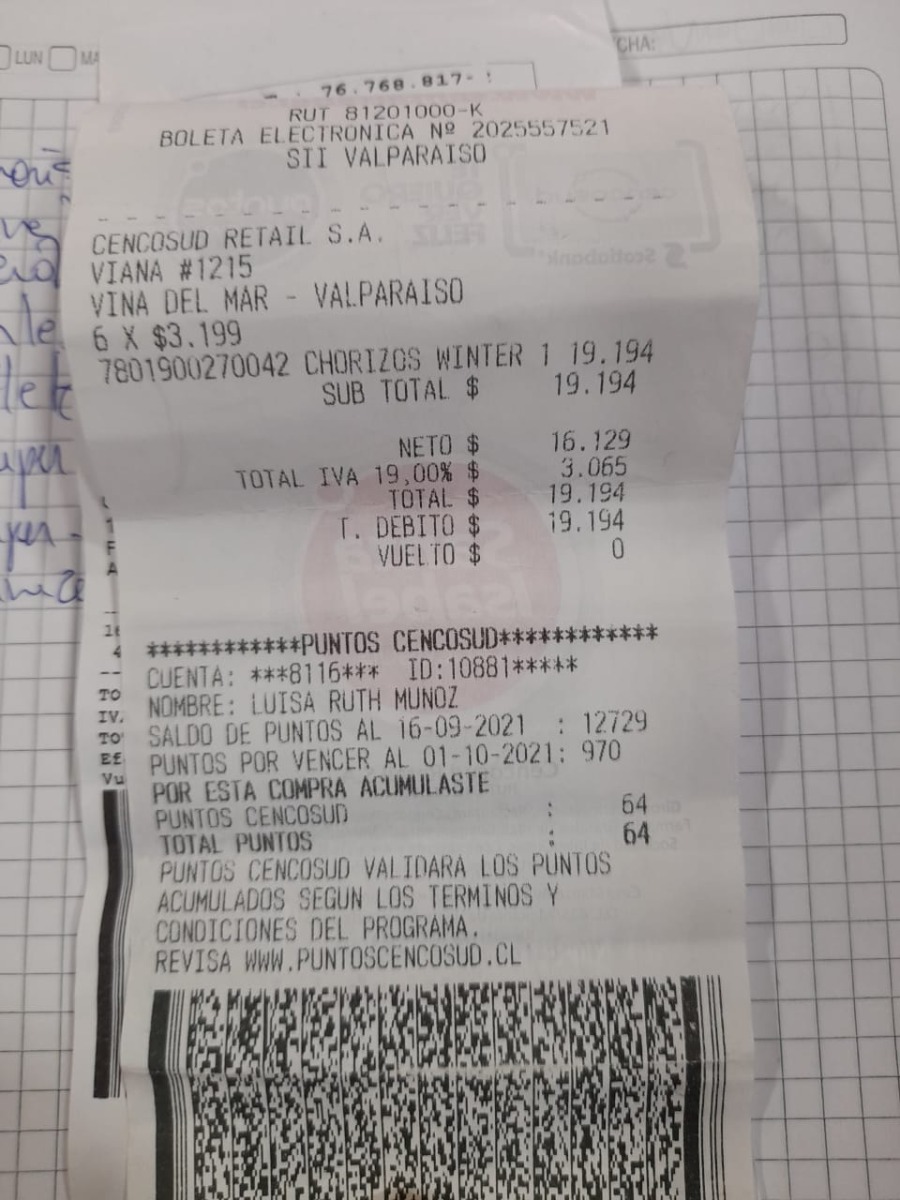 LUN
CHA:
76.768.817-
RUT 81201000-K
BOLETA ELECTRONICA Nº 2025557521
SII VALPARAISO
CENCOSUD RETAIL S.A.
VIANA #1215
VINA DEL MAR - VALPARAISO
6 X $3.199
7801900270042 CHORIZOS WINTER 1 19.194
SUB TOTAL $ 19.194
NETO $ 16.129
TOTAL IVA 19,00% $ 3.065
TOTAL $ 19.194
T. DEBITO $ 19.194
VUELTO $ 0
************PUNTOS CENCOSUD************
CUENTA: ***8116*** ID:10881*****
NOMBRE: LUISA RUTH MUNOZ
SALDO DE PUNTOS AL 16-09-2021 : 12729
PUNTOS POR VENCER AL 01-10-2021: 970
POR ESTA COMPRA ACUMULASTE
PUNTOS CENCOSUD : 64
TOTAL PUNTOS : 64
PUNTOS CENCOSUD VALIDARA LOS PUNTOS
ACUMULADOS SEGUN LOS TERMINOS Y
CONDICIONES DEL PROGRAMA.
REVISA WWW.PUNTOSCENCOSUD.CL